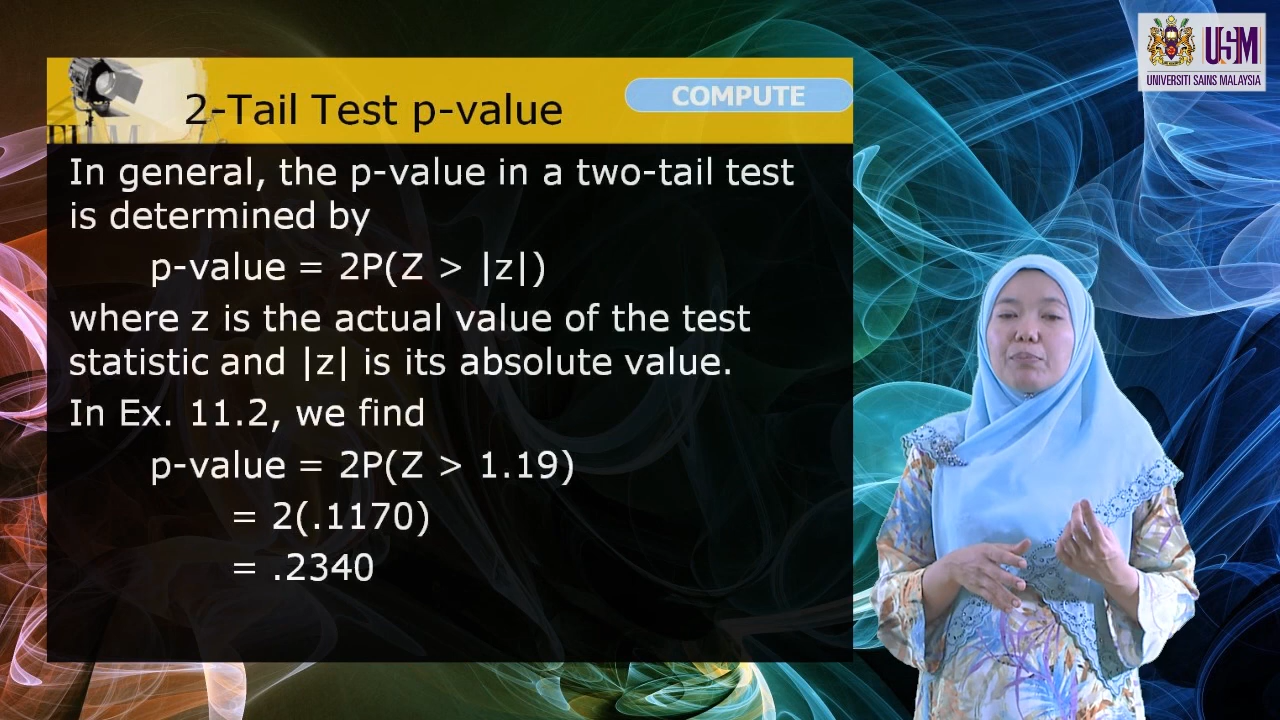 2-Tail Test p-value
COMPUTE
In general, the p-value in a two-tail test
is determined by
p-value = 2P(Z > |z|)
where z is the actual value of the test
statistic and |z| is its absolute value.
In Ex. 11.2, we find
p-value = 2P(Z > 1.19)
= 2(.1170)
= .2340
USM
UNIVERSITI SAINS MALAYSIA